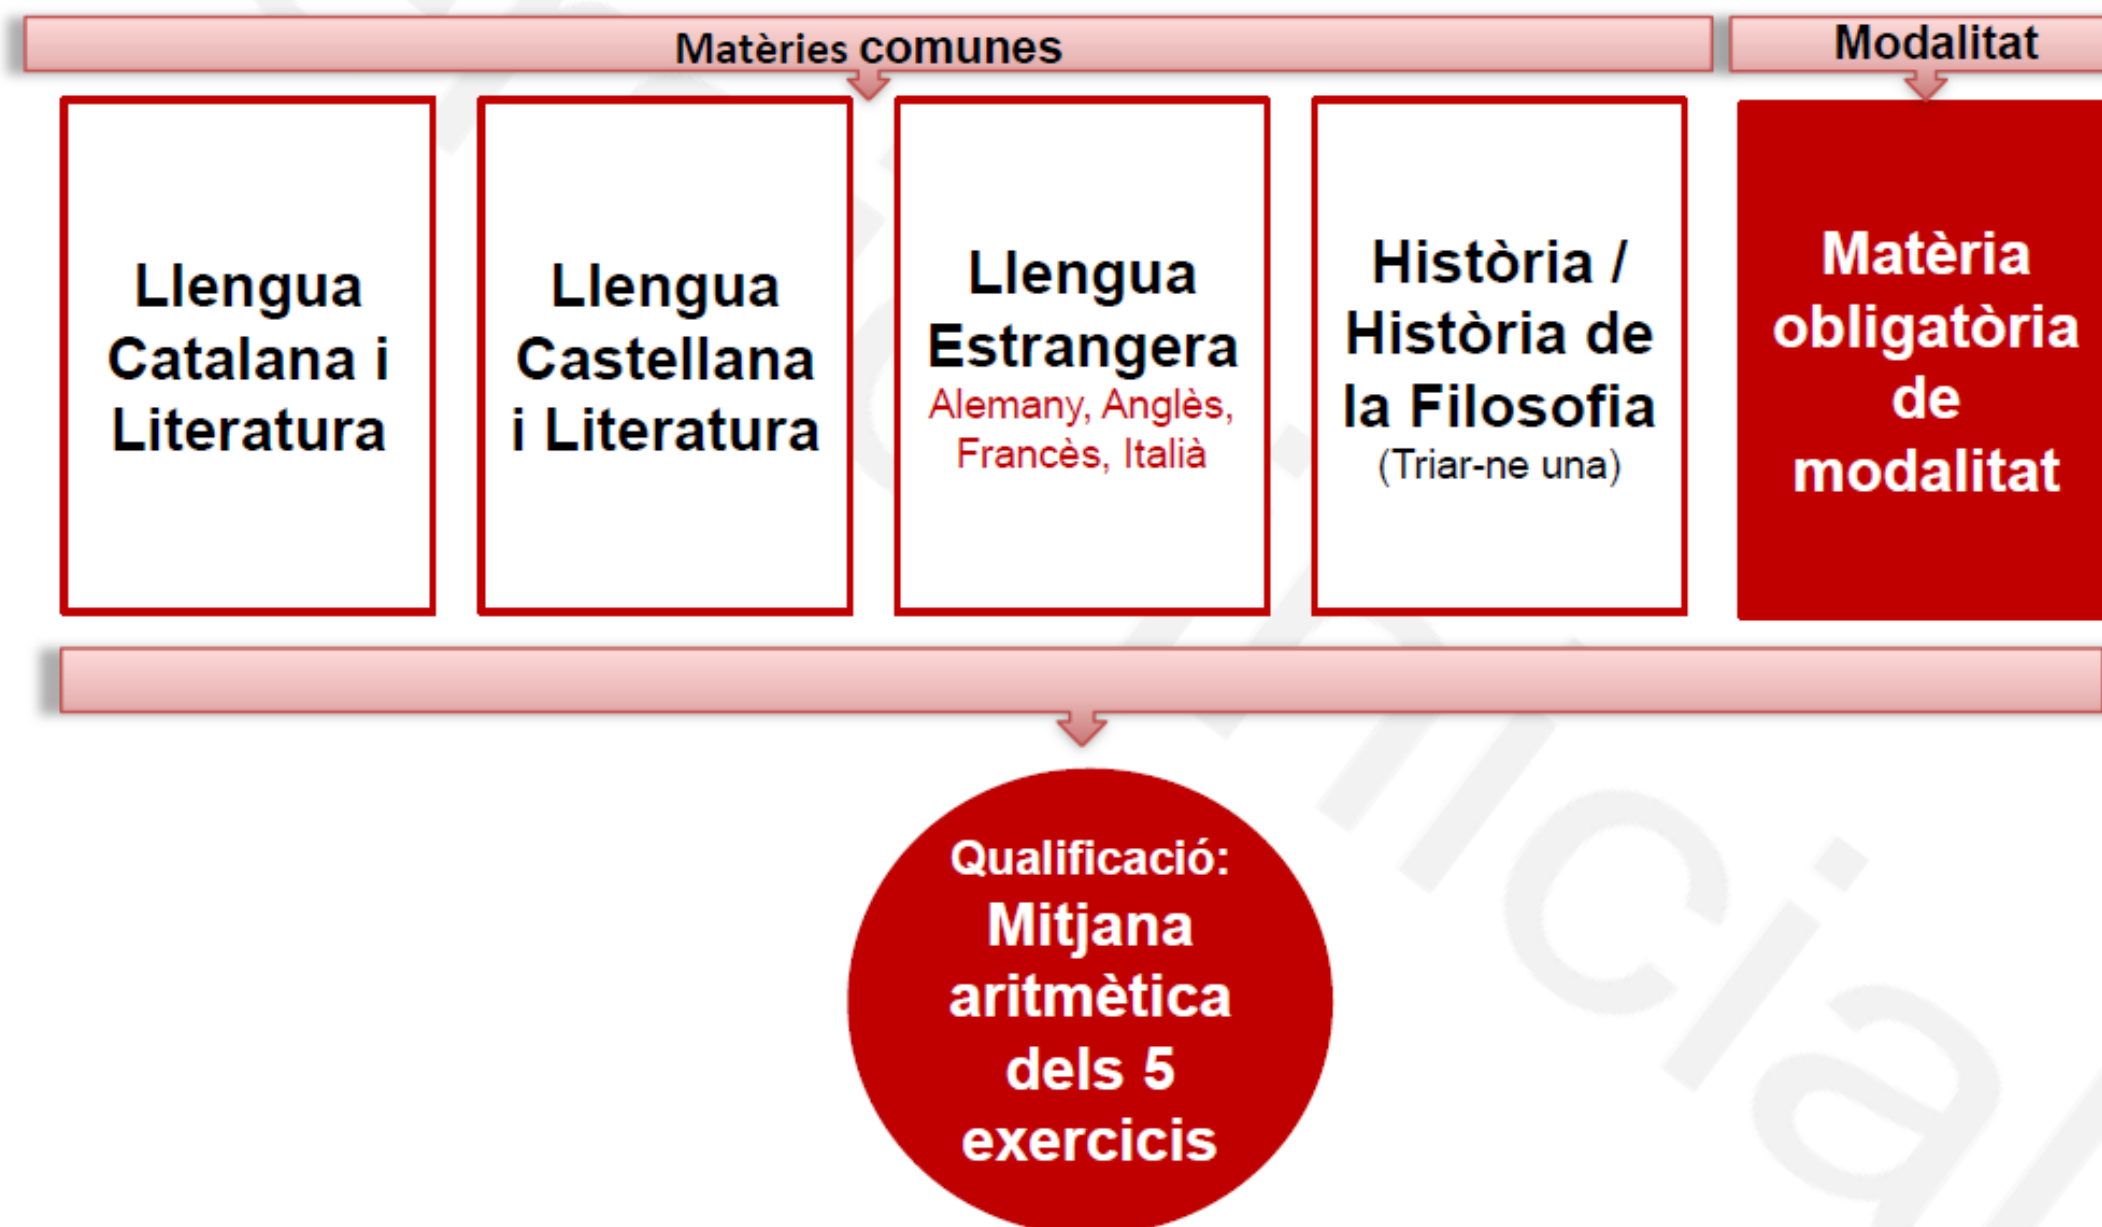 Matèries comunes
Modalitat
Llengua
Catalana i
Literatura
Llengua
Castellana
i Literatura
Llengua
Estrangera
Alemany, Anglès,
Francès, Italià
Història /
Història de
la Filosofia
(Triar-ne una)
Matèria
obligatòria
de
modalitat
Qualificació:
Mitjana
aritmètica
dels 5
exercicis